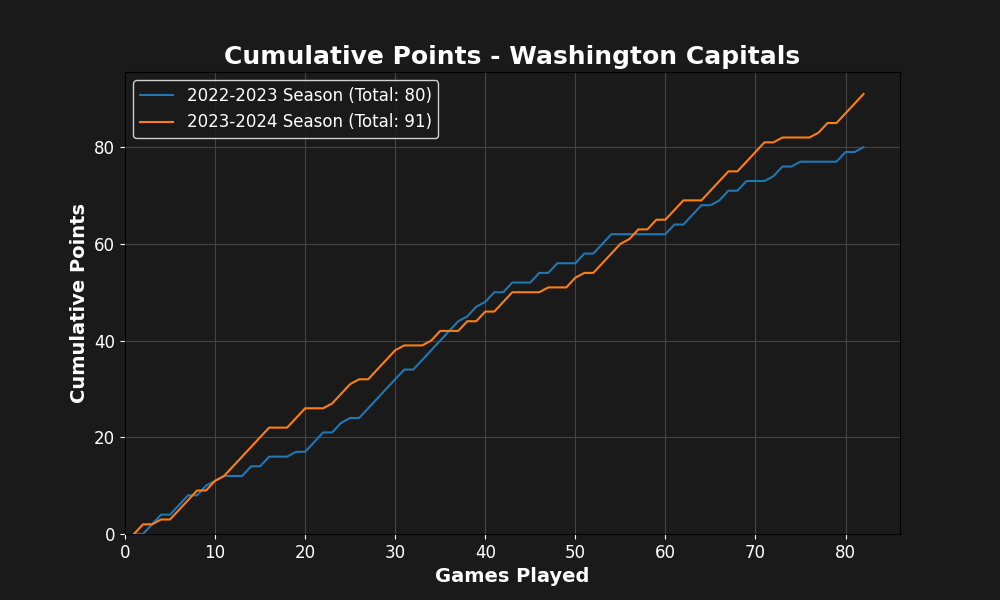 Cumulative Points - Washington Capitals
2022-2023 Season (Total: 80)
2023-2024 Season (Total: 91)
Cumulative Points
80
60
40
20
0
0 10 20 30 40 50 60 70 80
Games Played